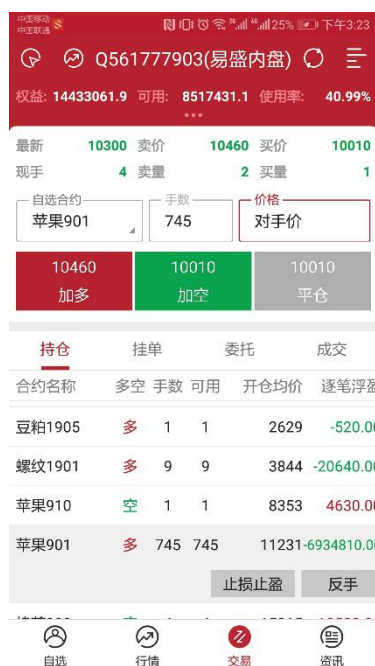 中国移动
中国联通 25% 下午3:23
Q561777903(易盛内盘)
权益: 14433061.9 可用: 8517431.1 使用率: 40.99%
最新 10300 卖价 10460 买价 10010
现手 4 卖量 2 买量 1
自选合约 手数 价格
苹果901 745 对手价
10460 10010 10010
加多 加空 平仓
持仓 挂单 委托 成交
合约名称 多空 手数 可用 开仓均价 逐笔浮盈
豆粕1905 多 1 1 2629 -520.00
螺纹1901 多 9 9 3844 -20640.00
苹果910 空 1 1 8353 4630.00
苹果901 多 745 745 11231 -6934810.00
止损止盈 反手
自选 行情 交易 资讯